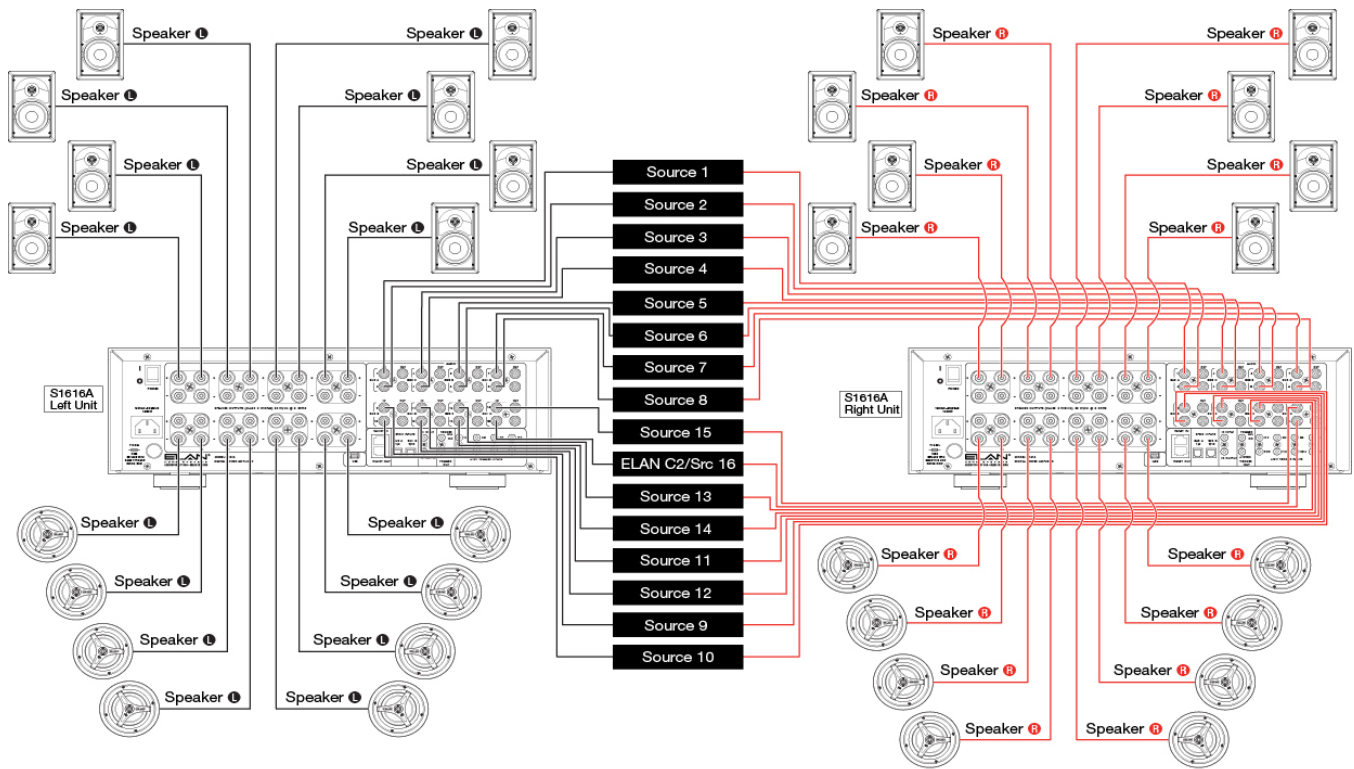 Speaker L
Speaker L
Speaker R
Speaker R
Speaker L
Speaker L
Speaker R
Speaker R
Speaker L
Speaker L
Speaker R
Speaker R
Speaker L
Speaker L
Speaker R
Speaker R
Source 1
Source 2
Source 3
Source 4
Source 5
Source 6
Source 7
Source 8
Source 15
ELAN C2/Src 16
Source 13
Source 14
Source 11
Source 12
Source 9
Source 10
S1616A
Left Unit
S1616A
Right Unit
ELAN
ELAN
Speaker L
Speaker L
Speaker R
Speaker R
Speaker L
Speaker L
Speaker R
Speaker R
Speaker L
Speaker L
Speaker R
Speaker R
Speaker L
Speaker L
Speaker R
Speaker R